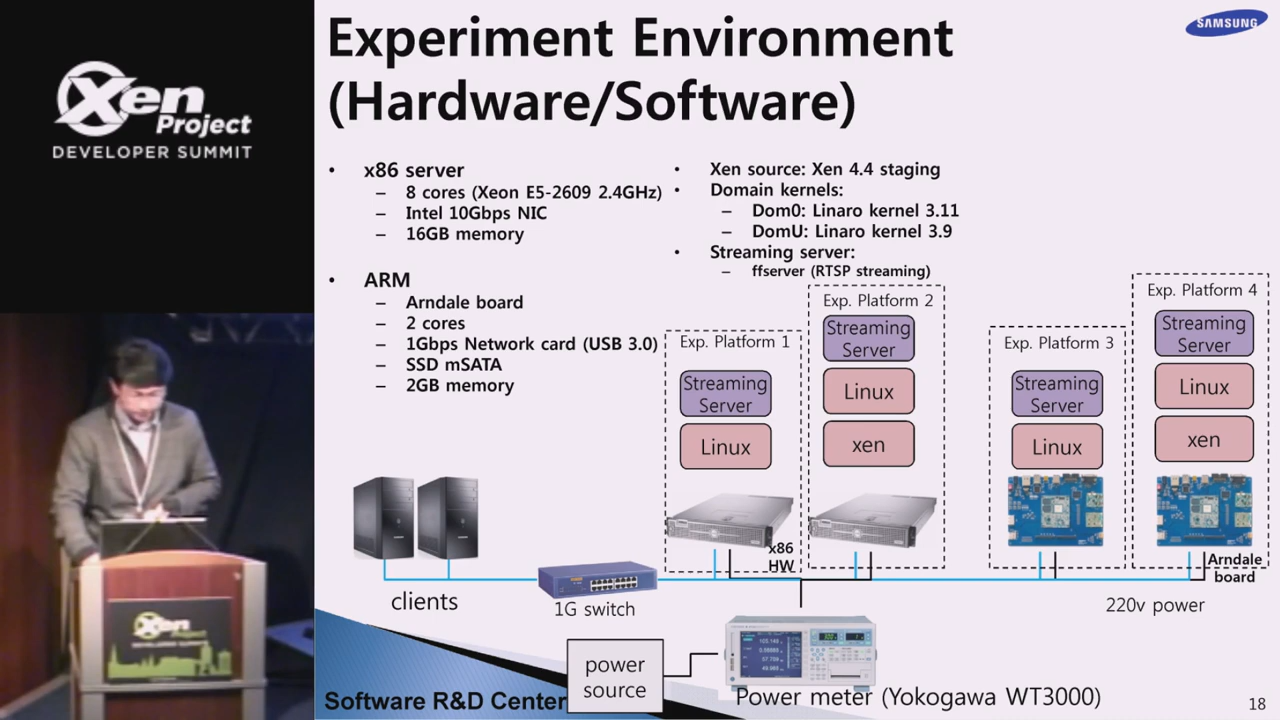 Xen
Project
DEVELOPER SUMMIT
Experiment Environment
(Hardware/Software)
SAMSUNG
• x86 server
– 8 cores (Xeon E5-2609 2.4GHz)
– Intel 10Gbps NIC
– 16GB memory
• ARM
– Arndale board
– 2 cores
– 1Gbps Network card (USB 3.0)
– SSD mSATA
– 2GB memory
• Xen source: Xen 4.4 staging
• Domain kernels:
– Dom0: Linaro kernel 3.11
– DomU: Linaro kernel 3.9
• Streaming server:
– ffserver (RTSP streaming)
Exp. Platform 1
Streaming
Server
Linux
x86
HW
Exp. Platform 2
Streaming
Server
Linux
xen
Exp. Platform 3
Streaming
Server
Linux
Exp. Platform 4
Streaming
Server
Linux
xen
Arndale
board
clients
1G switch
220v power
power
source
Power meter (Yokogawa WT3000)
Software R&D Center
18
Xen
Project
DEVELOPER SUMMIT